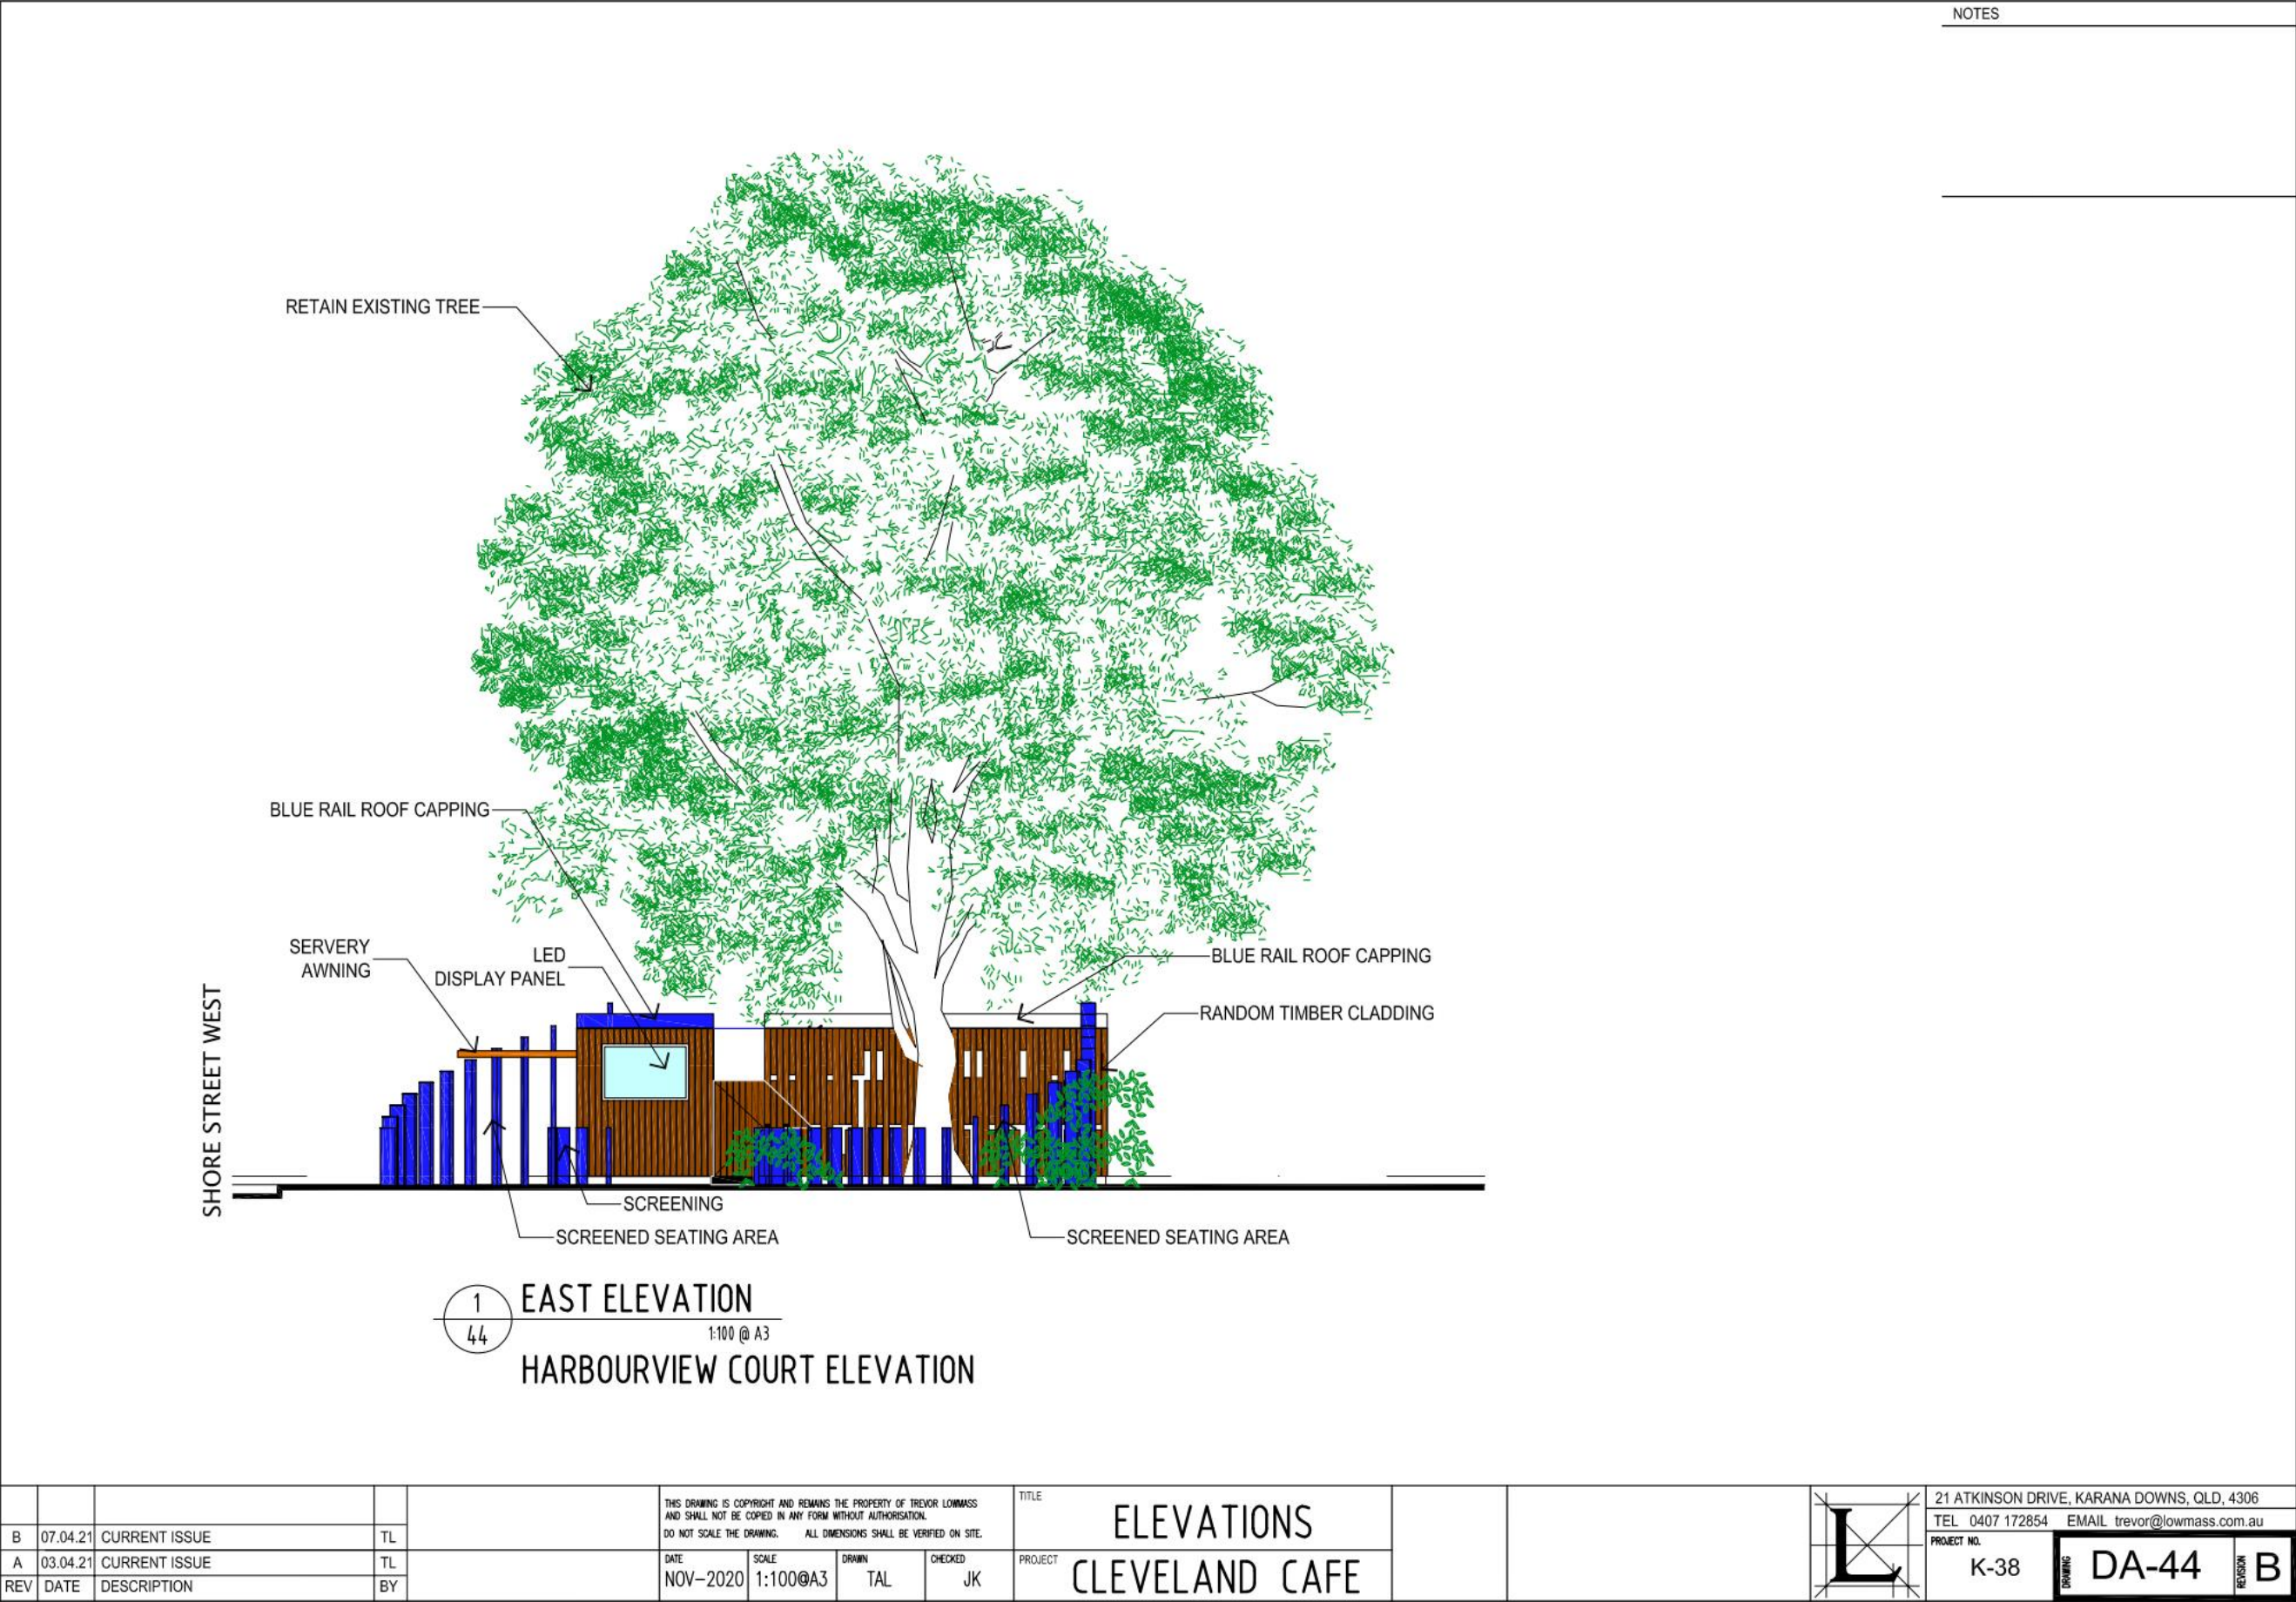 NOTES
RETAIN EXISTING TREE
BLUE RAIL ROOF CAPPING
SERVERY
AWNING
LED
DISPLAY PANEL
BLUE RAIL ROOF CAPPING
RANDOM TIMBER CLADDING
SHORE STREET WEST
SCREENING
SCREENED SEATING AREA
SCREENED SEATING AREA
1
44
EAST ELEVATION
1:100 @ A3
HARBOURVIEW COURT ELEVATION
B 07.04.21 CURRENT ISSUE TL
A 03.04.21 CURRENT ISSUE TL
REV DATE DESCRIPTION BY
THIS DRAWING IS COPYRIGHT AND REMAINS THE PROPERTY OF TREVOR LOWMASS
AND SHALL NOT BE COPIED IN ANY FORM WITHOUT AUTHORISATION.
DO NOT SCALE THE DRAWING. ALL DIMENSIONS SHALL BE VERIFIED ON SITE.
DATE SCALE DRAWN CHECKED
NOV-2020 1:100@A3 TAL JK
TITLE
ELEVATIONS
PROJECT
CLEVELAND CAFE
L
21 ATKINSON DRIVE, KARANA DOWNS, QLD, 4306
TEL 0407 172854 EMAIL trevor@lowmass.com.au
PROJECT NO.
K-38
DRAWING
DA-44
REVISION
B